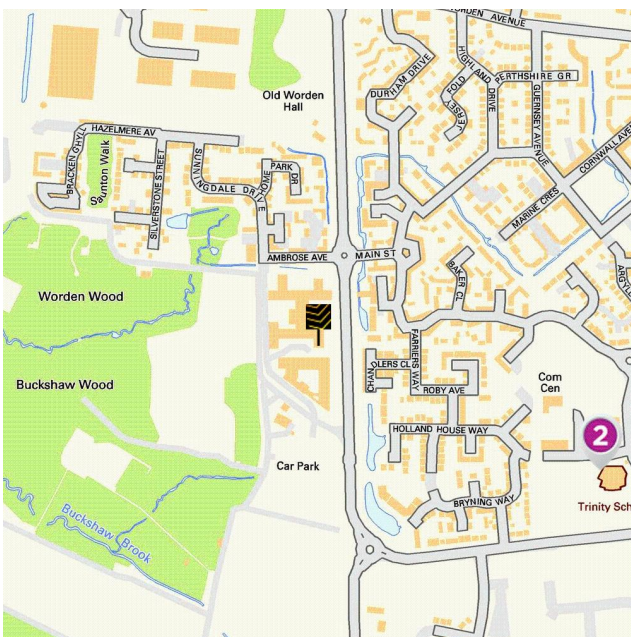 DURHAM DRIVE
HIGHLAND DRIVE
PERTHSHIRE GR
Old Worden
Hall
JERSEY FOLD
GUERNSEY AVENUE
CORNWALL AVE
HAZELMERE AV
BRACKEN GHYLL
Saunton Walk
SILVERSTONE STREET
SUNNINGDALE DRIVE
HOME PARK DR
MARINE CRES
AMBROSE AVE
MAIN ST
BAKER CL
ARGYLE
Worden Wood
Buckshaw Wood
FARRIERS WAY
CHANDLERS CL
ROBY AVE
Com
Cen
HOLLAND HOUSE WAY
2
Car Park
BRYNING WAY
Trinity Sch
Buckshaw Brook